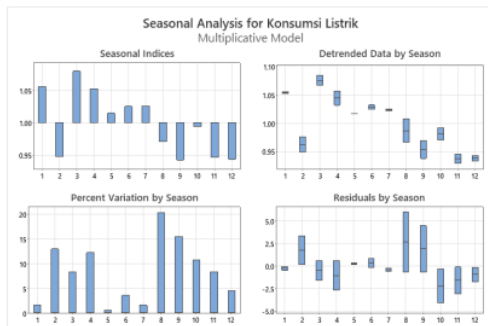 Seasonal Analysis for Konsumsi Listrik
Multiplicative Model
Seasonal Indices
1.05
1.00
0.95
1 2 3 4 5 6 7 8 9 10 11 12
Detrended Data by Season
1.10
1.05
1.00
0.95
1 2 3 4 5 6 7 8 9 10 11 12
Percent Variation by Season
20
15
10
5
0
1 2 3 4 5 6 7 8 9 10 11 12
Residuals by Season
5.0
2.5
0.0
-2.5
-5.0
1 2 3 4 5 6 7 8 9 10 11 12